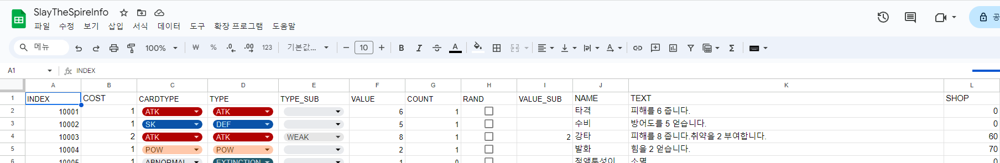 SlayTheSpireInfo
파일 수정 보기 삽입 서식 데이터 도구 확장 프로그램 도움말
공
메뉴 100% ₩ % .0 .00 123 기본값... 10 B I A Σ
A1 fx INDEX
A B C D E F G H I J K L
1 INDEX COST CARDTYPE TYPE TYPE_SUB VALUE COUNT RAND VALUE_SUB NAME TEXT SHOP
2 10001 1 ATK ATK 6 1 타격 피해를 6 줍니다. 0
3 10002 1 SK DEF 5 1 수비 방어도를 5 얻습니다. 0
4 10003 2 ATK ATK WEAK 8 1 2 강타 피해를 8 줍니다.취약을 2 부여합니다. 60
5 10004 1 POW POW 2 1 발화 힘을 2 얻습니다. 70
6 10005 1 ABNORMAL EXTINCTION 1 0 점액투성이 소멸 0